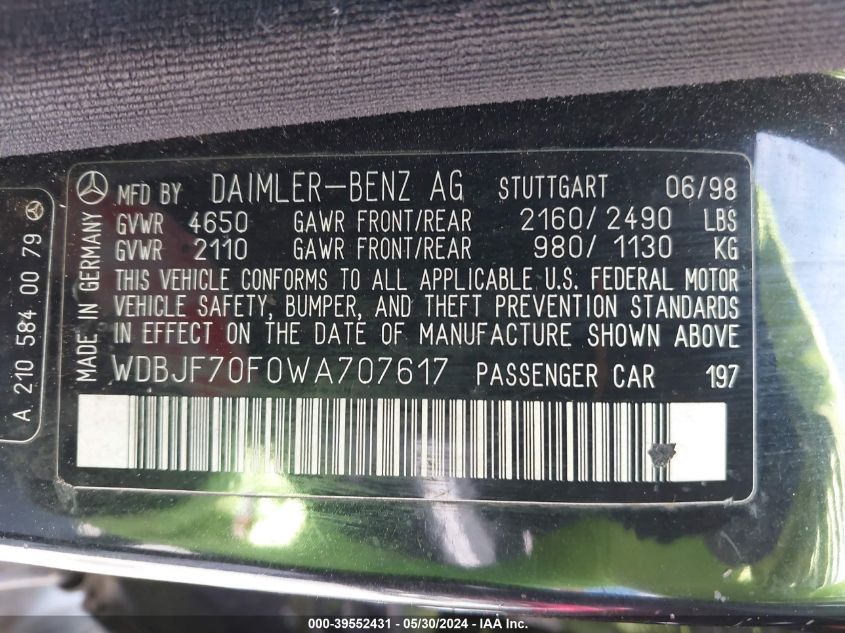 MFD BY DAIMLER-BENZ AG STUTTGART 06/98
GVWR 4650 GAWR FRONT/REAR 2160/2490 LBS
GVWR 2110 GAWR FRONT/REAR 980/1130 KG
THIS VEHICLE CONFORMS TO ALL APPLICABLE U.S. FEDERAL MOTOR
VEHICLE SAFETY, BUMPER, AND THEFT PREVENTION STANDARDS
IN EFFECT ON THE DATE OF MANUFACTURE SHOWN ABOVE
WDBJF70F0WA707617 PASSENGER CAR 197
MADE IN GERMANY
A 210 584 00 79
000-39552431 - 05/30/2024 - IAA Inc.